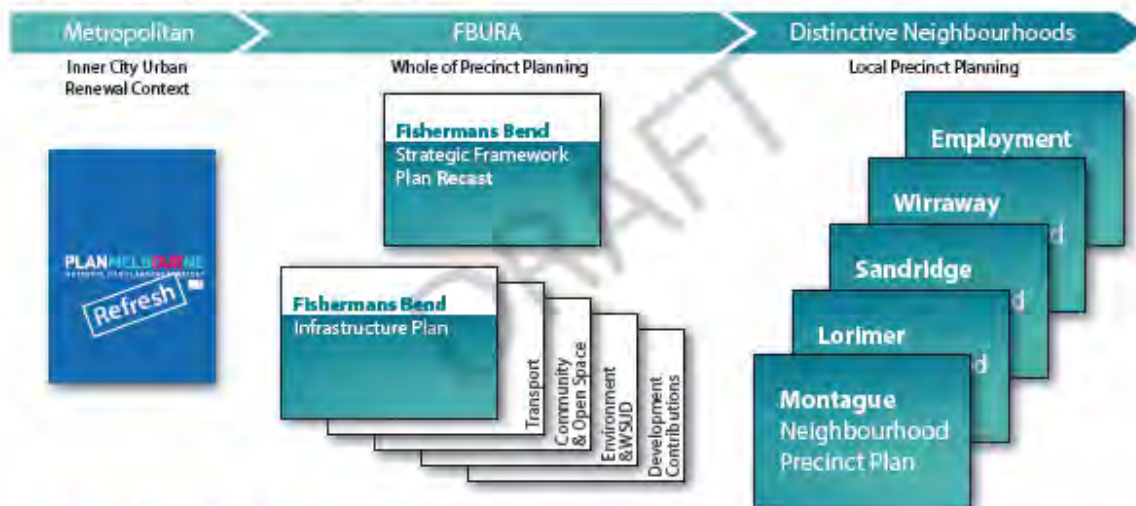 Metropolitan
FBURA
Distinctive Neighbourhoods
Inner City Urban
Renewal Context
Whole of Precinct Planning
Local Precinct Planning
DRAFT
PLANMELBOURNE
Refresh
Fishermans Bend
Strategic Framework
Plan Recast
Fishermans Bend
Infrastructure Plan
Transport
Community
& Open Space
Environment
& WSUD
Development
Contributions
Employment
Wirraway
Sandridge
Lorimer
Montague
Neighbourhood
Precinct Plan